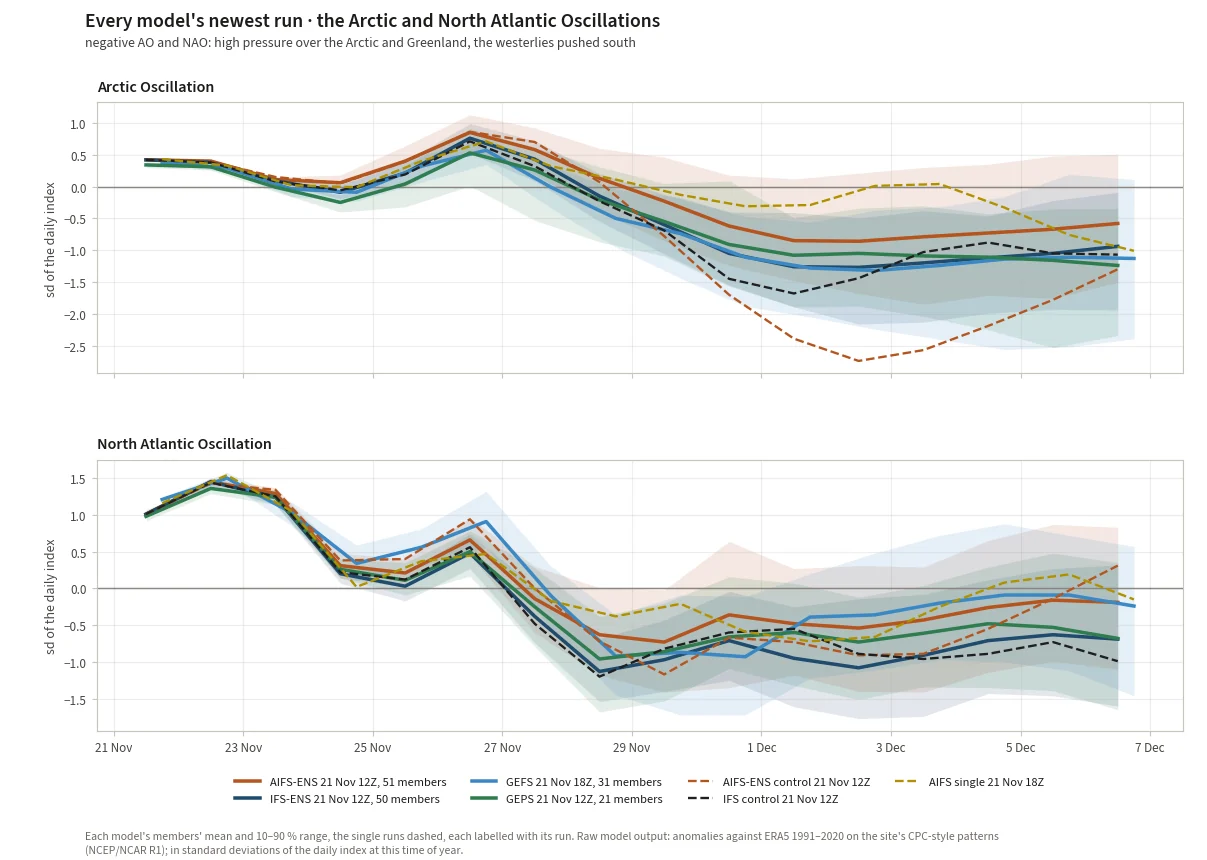 Every model's newest run · the Arctic and North Atlantic Oscillations
negative AO and NAO: high pressure over the Arctic and Greenland, the westerlies pushed south
Arctic Oscillation
sd of the daily index
1.0
0.5
0.0
−0.5
−1.0
−1.5
−2.0
−2.5
North Atlantic Oscillation
sd of the daily index
1.5
1.0
0.5
0.0
−0.5
−1.0
−1.5
21 Nov 23 Nov 25 Nov 27 Nov 29 Nov 1 Dec 3 Dec 5 Dec 7 Dec
AIFS-ENS 21 Nov 12Z, 51 members GEFS 21 Nov 18Z, 31 members AIFS-ENS control 21 Nov 12Z AIFS single 21 Nov 18Z
IFS-ENS 21 Nov 12Z, 50 members GEPS 21 Nov 12Z, 21 members IFS control 21 Nov 12Z
Each model's members' mean and 10–90 % range, the single runs dashed, each labelled with its run. Raw model output: anomalies against ERA5 1991–2020 on the site's CPC-style patterns
(NCEP/NCAR R1); in standard deviations of the daily index at this time of year.